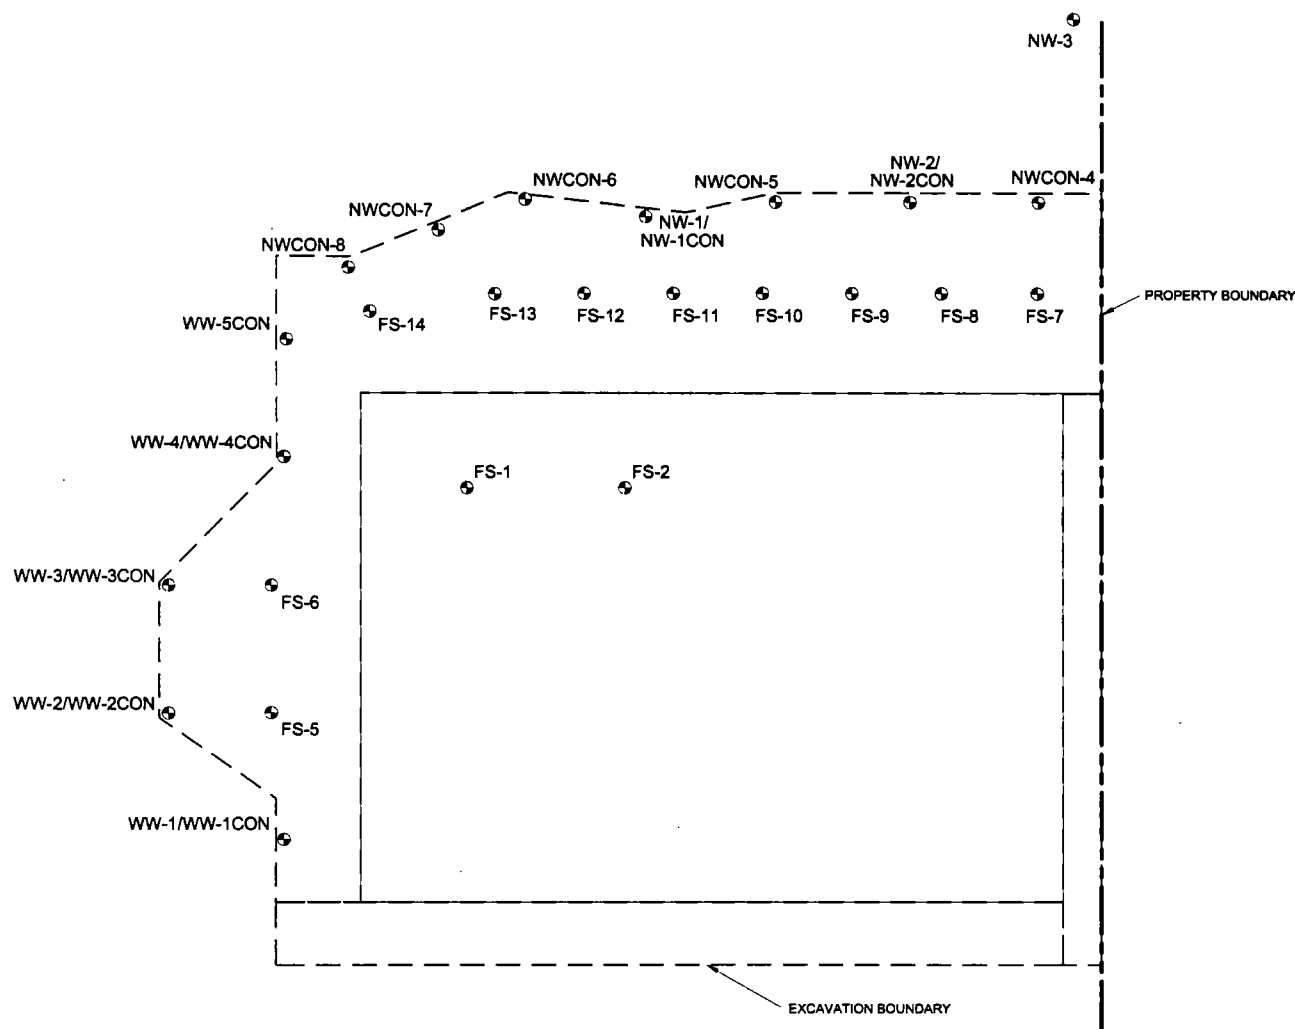 NW-3
NW-2/
NW-2CON
NWCON-4
NWCON-6
NWCON-5
NWCON-7
NW-1/
NW-1CON
NWCON-8
PROPERTY BOUNDARY
WW-5CON
FS-14
FS-13
FS-12
FS-11
FS-10
FS-9
FS-8
FS-7
WW-4/WW-4CON
FS-1
FS-2
WW-3/WW-3CON
FS-6
WW-2/WW-2CON
FS-5
WW-1/WW-1CON
EXCAVATION BOUNDARY